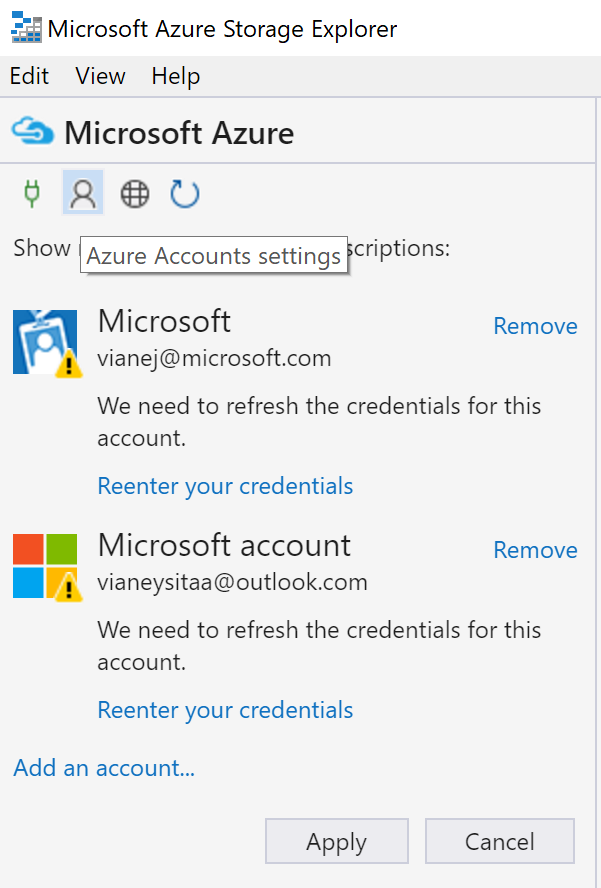 Microsoft Azure Storage Explorer
Edit View Help
Microsoft Azure
Show
Azure Accounts settings
scriptions:
Microsoft
Remove
vianej@microsoft.com
We need to refresh the credentials for this
account.
Reenter your credentials
Microsoft account
Remove
vianeysitaa@outlook.com
We need to refresh the credentials for this
account.
Reenter your credentials
Add an account...
Apply
Cancel